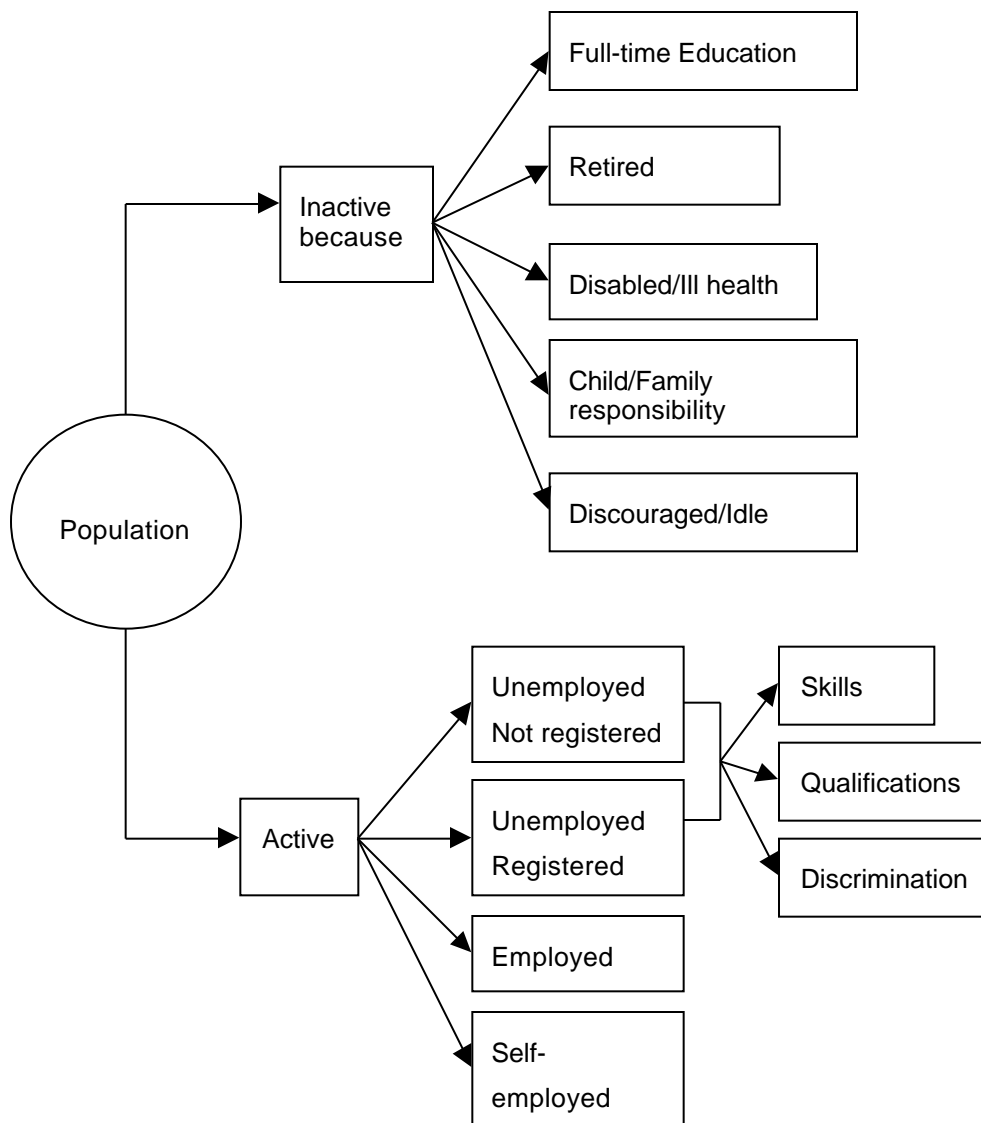 Full-time Education
Retired
Inactive
because
Disabled/Ill health
Child/Family
responsibility
Discouraged/Idle
Population
Unemployed
Not registered
Skills
Qualifications
Active
Unemployed
Registered
Discrimination
Employed
Self-
employed